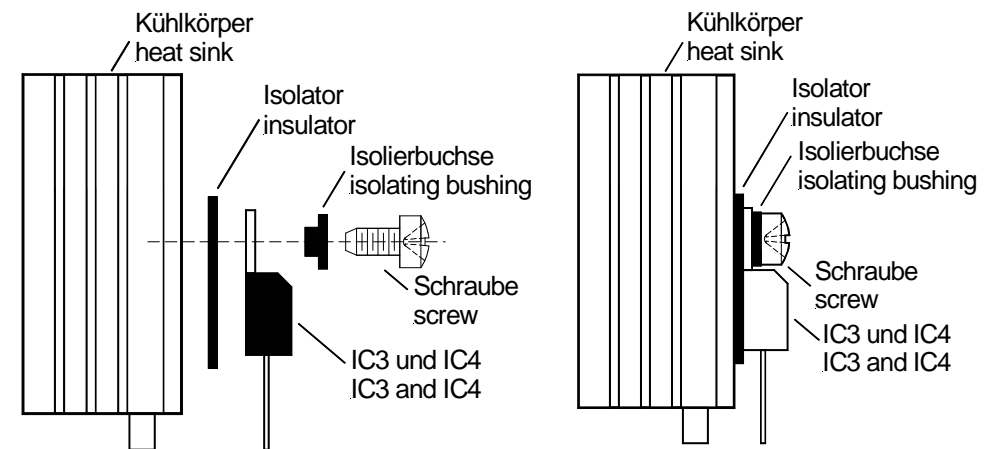 Kühlkörper
heat sink
Isolator
insulator
Isolierbuchse
isolating bushing
Schraube
screw
IC3 und IC4
IC3 and IC4
Kühlkörper
heat sink
Isolator
insulator
Isolierbuchse
isolating bushing
Schraube
screw
IC3 und IC4
IC3 and IC4